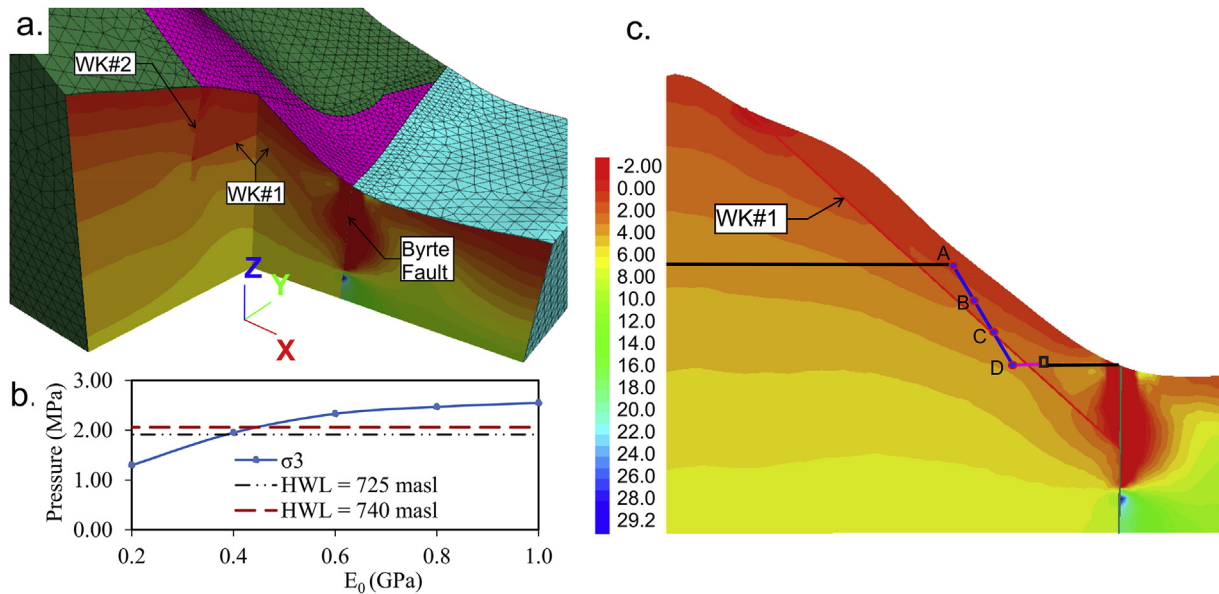 a.
WK#2
WK#1
Byrte
Fault
Z
Y
X
b.
Pressure (MPa)
3.00
2.00
1.00
0.00
σ3
HWL = 725 masl
HWL = 740 masl
0.2 0.4 0.6 0.8 1.0
E₀ (GPa)
c.
-2.00
0.00
2.00
4.00
6.00
8.00
10.0
12.0
14.0
16.0
18.0
20.0
22.0
24.0
26.0
28.0
29.2
WK#1
A
B
C
D